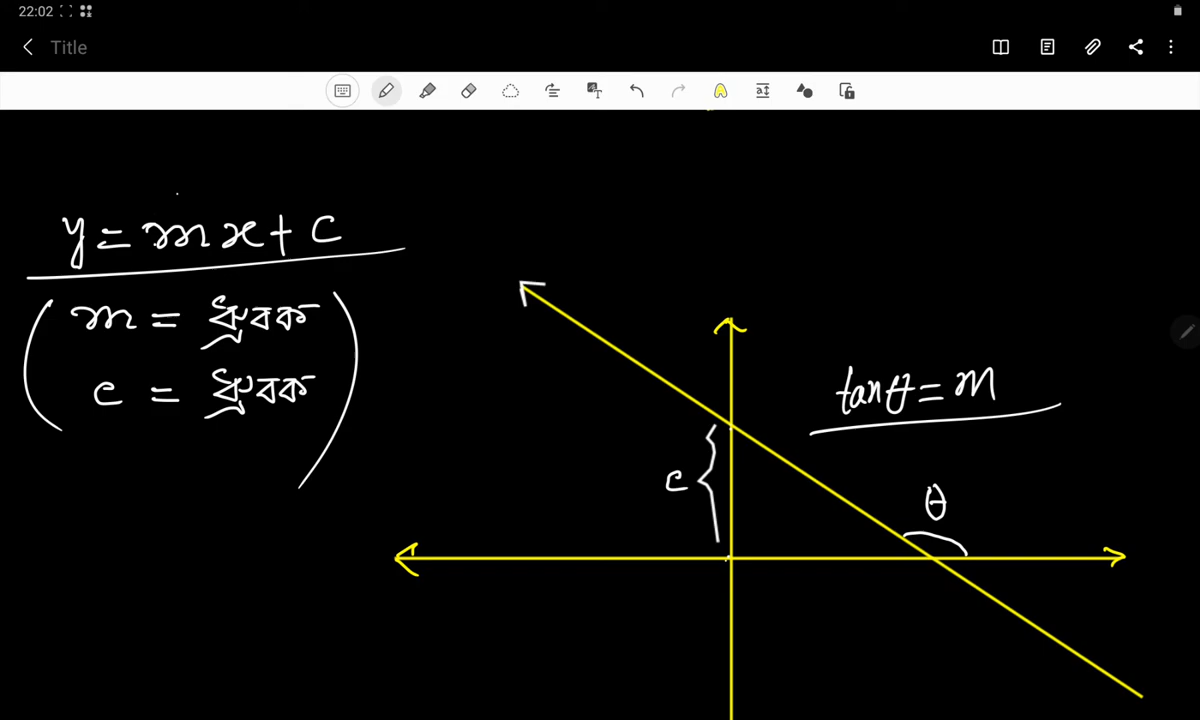 22:02
Title
y = mx + c
m = ধ্রুবক
c = ধ্রুবক
tanθ = m
c
θ